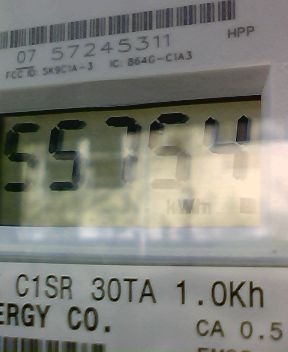 07 57245311
HPP
FCC ID: SK9C1A-3 IC: 864G-C1A3
55754
kWh
C1SR 30TA 1.0Kh
ERGY CO.
CA 0.5